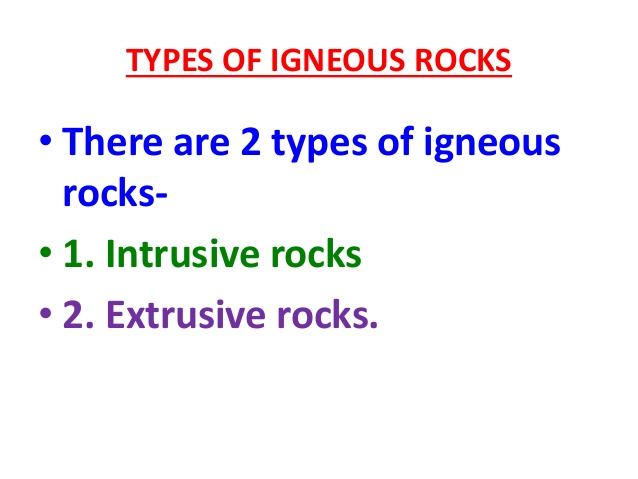 TYPES OF IGNEOUS ROCKS
• There are 2 types of igneous
rocks-
• 1. Intrusive rocks
• 2. Extrusive rocks.